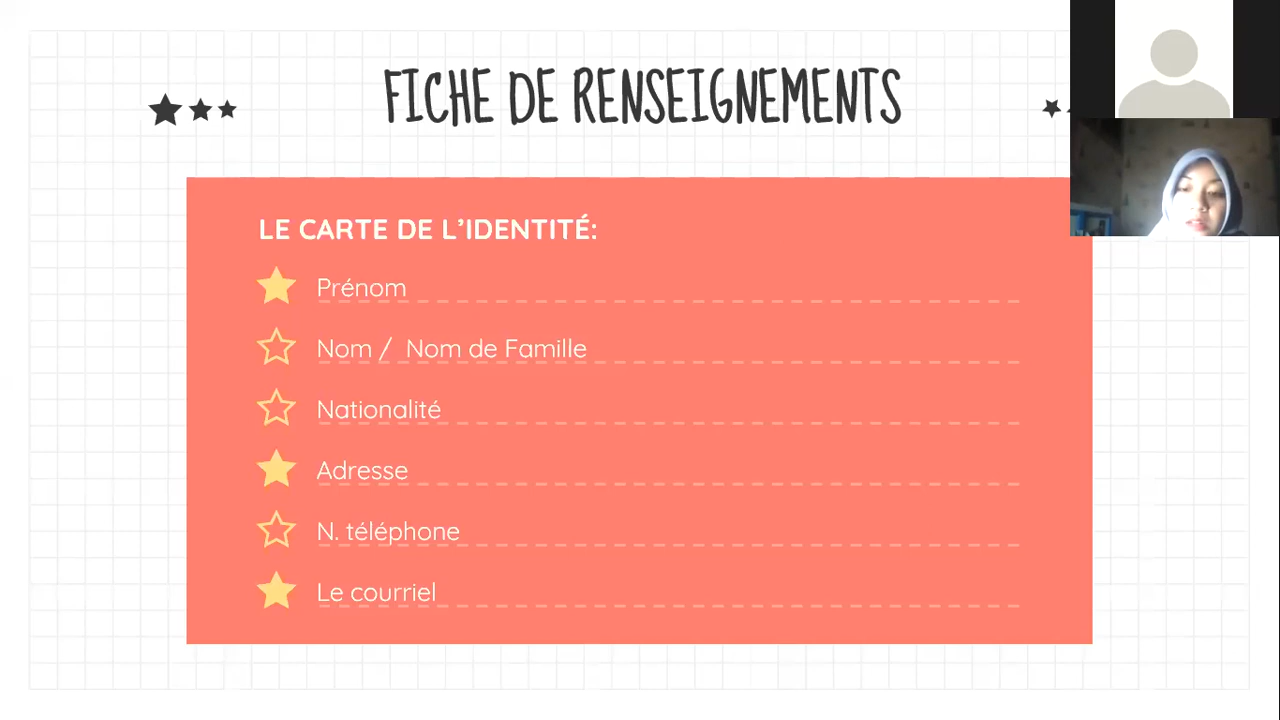 FICHE DE RENSEIGNEMENTS
LE CARTE DE L'IDENTITÉ:
Prénom
Nom / Nom de Famille
Nationalité
Adresse
N. téléphone
Le courriel